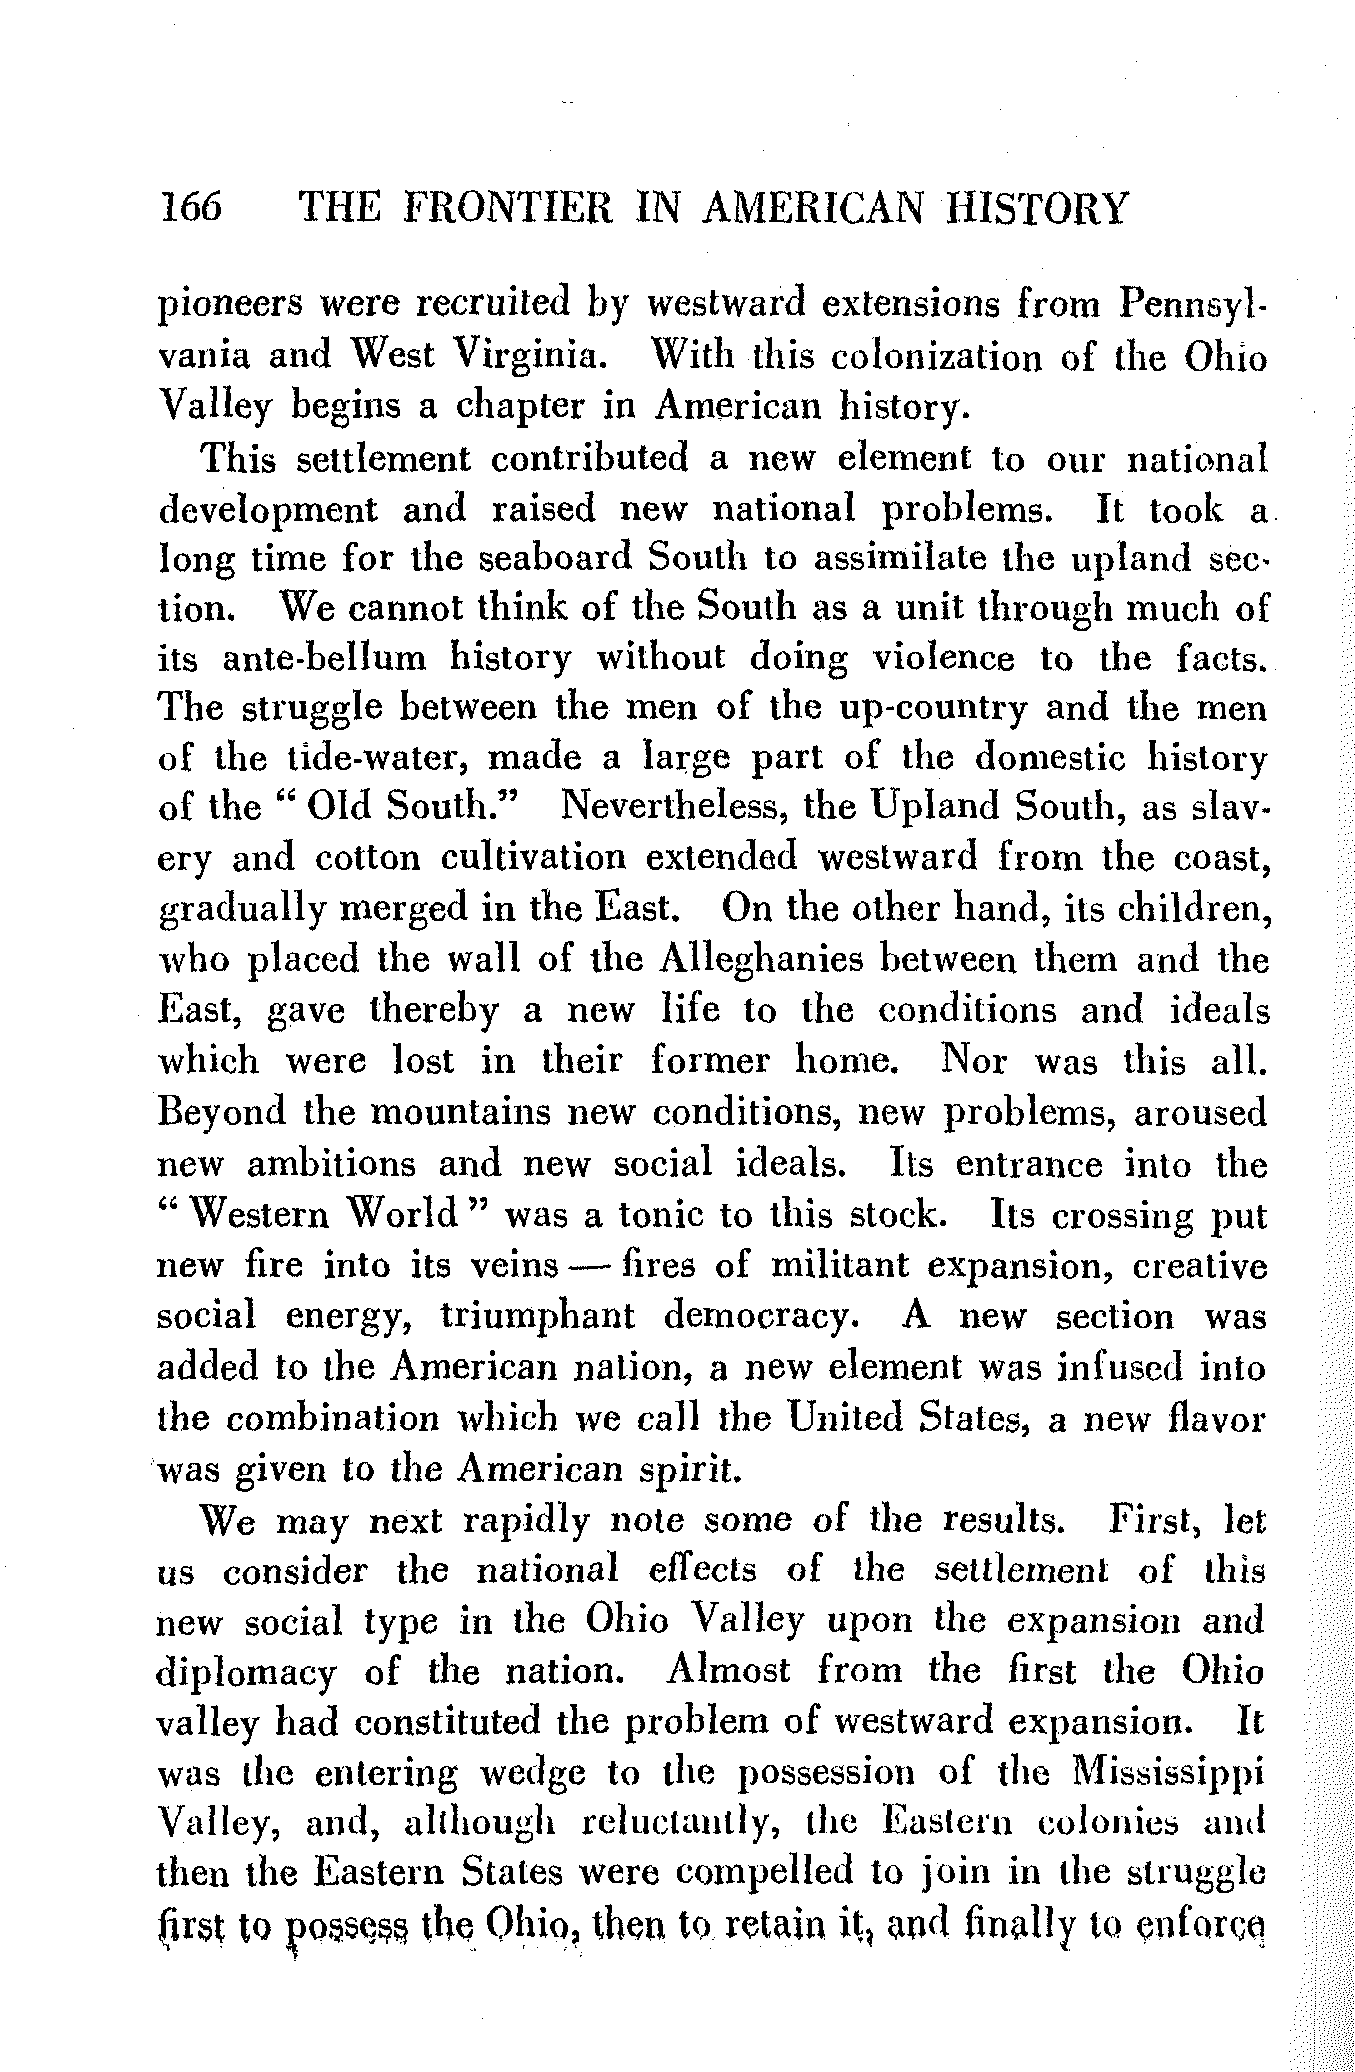 166 THE FRONTIER IN AMERICAN HISTORY
pioneers were recruited by westward extensions from Pennsyl-
vania and West Virginia. With this colonization of the Ohio
Valley begins a chapter in American history.
This settlement contributed a new element to our national
development and raised new national problems. It took a
long time for the seaboard South to assimilate the upland sec-
tion. We cannot think of the South as a unit through much of
its ante-bellum history without doing violence to the facts.
The struggle between the men of the up-country and the men
of the tide-water, made a large part of the domestic history
of the “ Old South.” Nevertheless, the Upland South, as slav-
ery and cotton cultivation extended westward from the coast,
gradually merged in the East. On the other hand, its children,
who placed the wall of the Alleghanies between them and the
East, gave thereby a new life to the conditions and ideals
which were lost in their former home. Nor was this all.
Beyond the mountains new conditions, new problems, aroused
new ambitions and new social ideals. Its entrance into the
“ Western World ” was a tonic to this stock. Its crossing put
new fire into its veins — fires of militant expansion, creative
social energy, triumphant democracy. A new section was
added to the American nation, a new element was infused into
the combination which we call the United States, a new flavor
was given to the American spirit.
We may next rapidly note some of the results. First, let
us consider the national effects of the settlement of this
new social type in the Ohio Valley upon the expansion and
diplomacy of the nation. Almost from the first the Ohio
valley had constituted the problem of westward expansion. It
was the entering wedge to the possession of the Mississippi
Valley, and, although reluctantly, the Eastern colonies and
then the Eastern States were compelled to join in the struggle
first to possess the Ohio, then to retain it, and finally to enforce